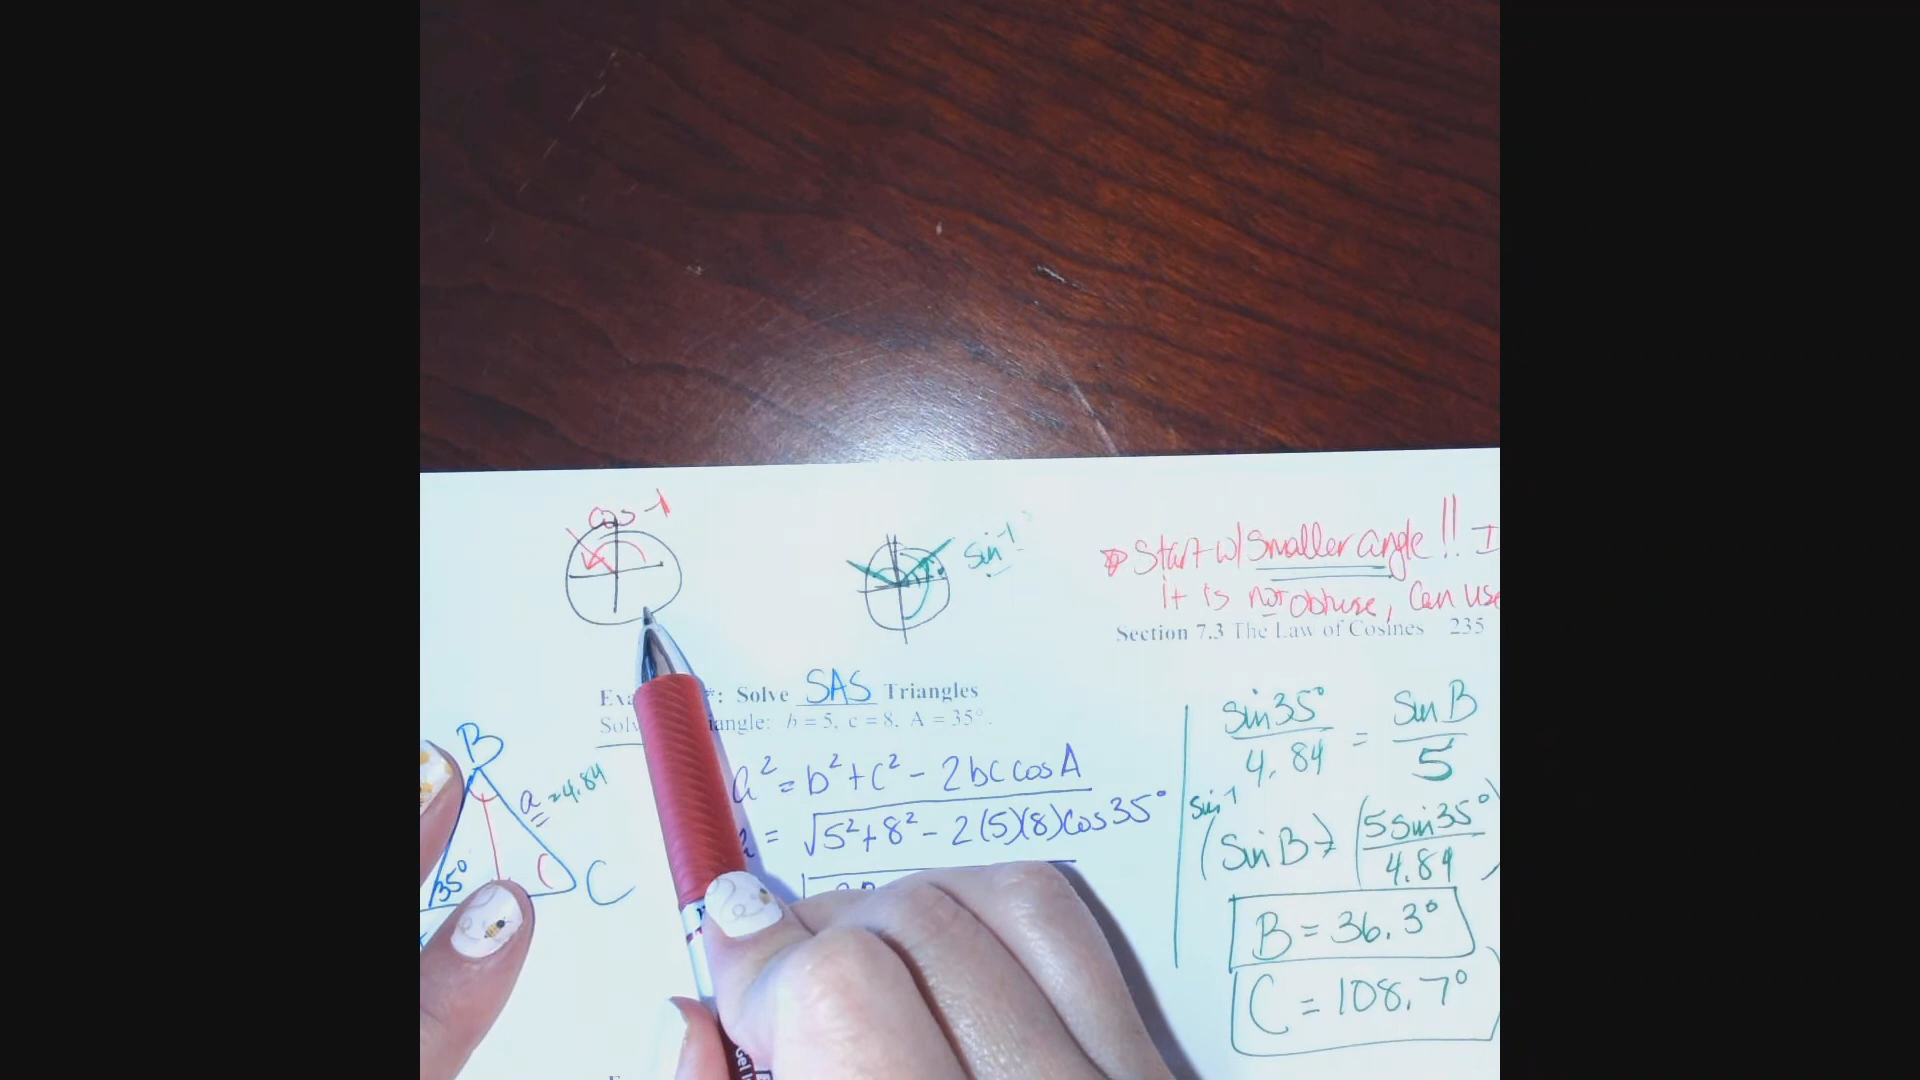 cos⁻¹
sin⁻¹
Start w/ smaller angle!! I
it is not obtuse, can use
Section 7.3 The Law of Cosines 235
: Solve SAS Triangles
b = 5, c = 8, A = 35°.
B
a = 4.84
35°
C
a² = b² + c² - 2bc cos A
= √5² + 8² - 2(5)(8)cos 35°
sin 35° / 4.84 = sin B / 5
sin⁻¹
(sin B) = (5 sin 35° / 4.84)
B = 36.3°
C = 108.7°